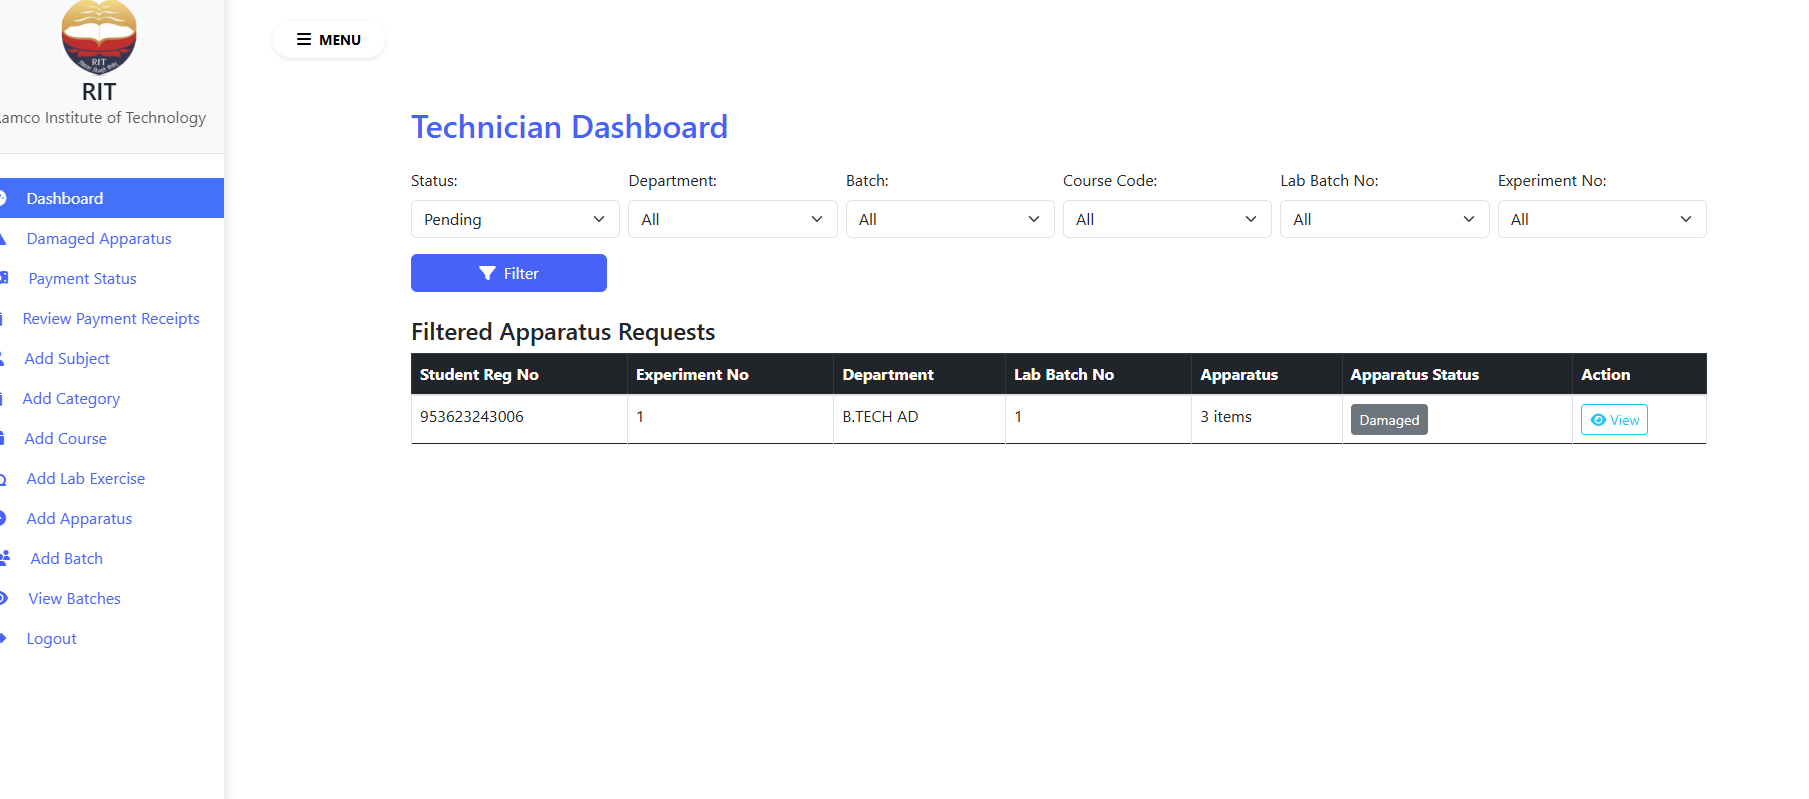 RIT
RIT
amco Institute of Technology
Dashboard
Damaged Apparatus
Payment Status
Review Payment Receipts
Add Subject
Add Category
Add Course
Add Lab Exercise
Add Apparatus
Add Batch
View Batches
Logout
MENU
Technician Dashboard
Status: Department: Batch: Course Code: Lab Batch No: Experiment No:
Pending All All All All All
Filter
Filtered Apparatus Requests
Student Reg No Experiment No Department Lab Batch No Apparatus Apparatus Status Action
953623243006 1 B.TECH AD 1 3 items Damaged View